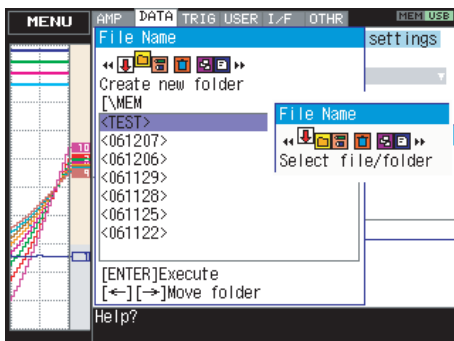 MENU
AMP DATA TRIG USER I/F OTHR MEM USB
File Name
settings
Create new folder
[\MEM
<TEST>
<061207>
<061206>
<061129>
<061128>
<061125>
<061122>
File Name
Select file/folder
[ENTER]Execute
[←][→]Move folder
Help?
10